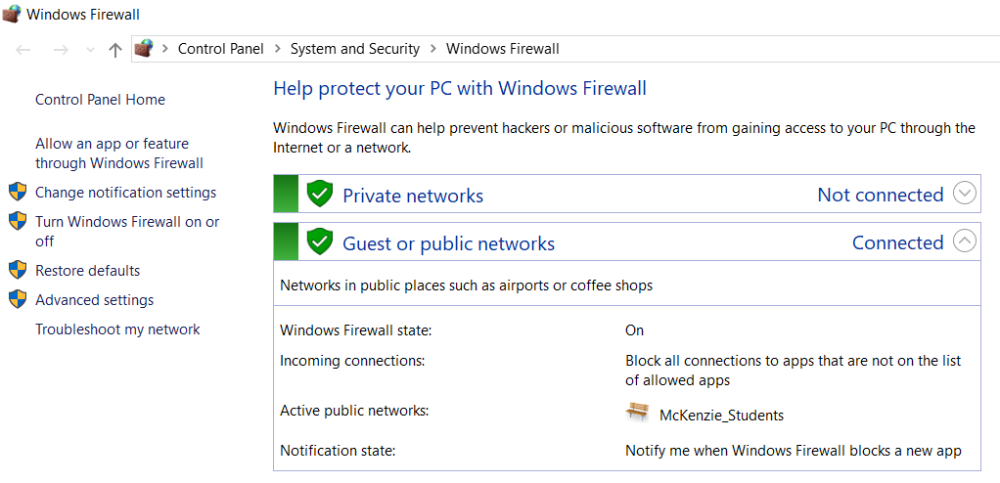 Windows Firewall
Control Panel > System and Security > Windows Firewall
Control Panel Home
Allow an app or feature
through Windows Firewall
Change notification settings
Turn Windows Firewall on or
off
Restore defaults
Advanced settings
Troubleshoot my network
Help protect your PC with Windows Firewall
Windows Firewall can help prevent hackers or malicious software from gaining access to your PC through the
Internet or a network.
Private networks Not connected
Guest or public networks Connected
Networks in public places such as airports or coffee shops
Windows Firewall state: On
Incoming connections: Block all connections to apps that are not on the list
of allowed apps
Active public networks: McKenzie_Students
Notification state: Notify me when Windows Firewall blocks a new app